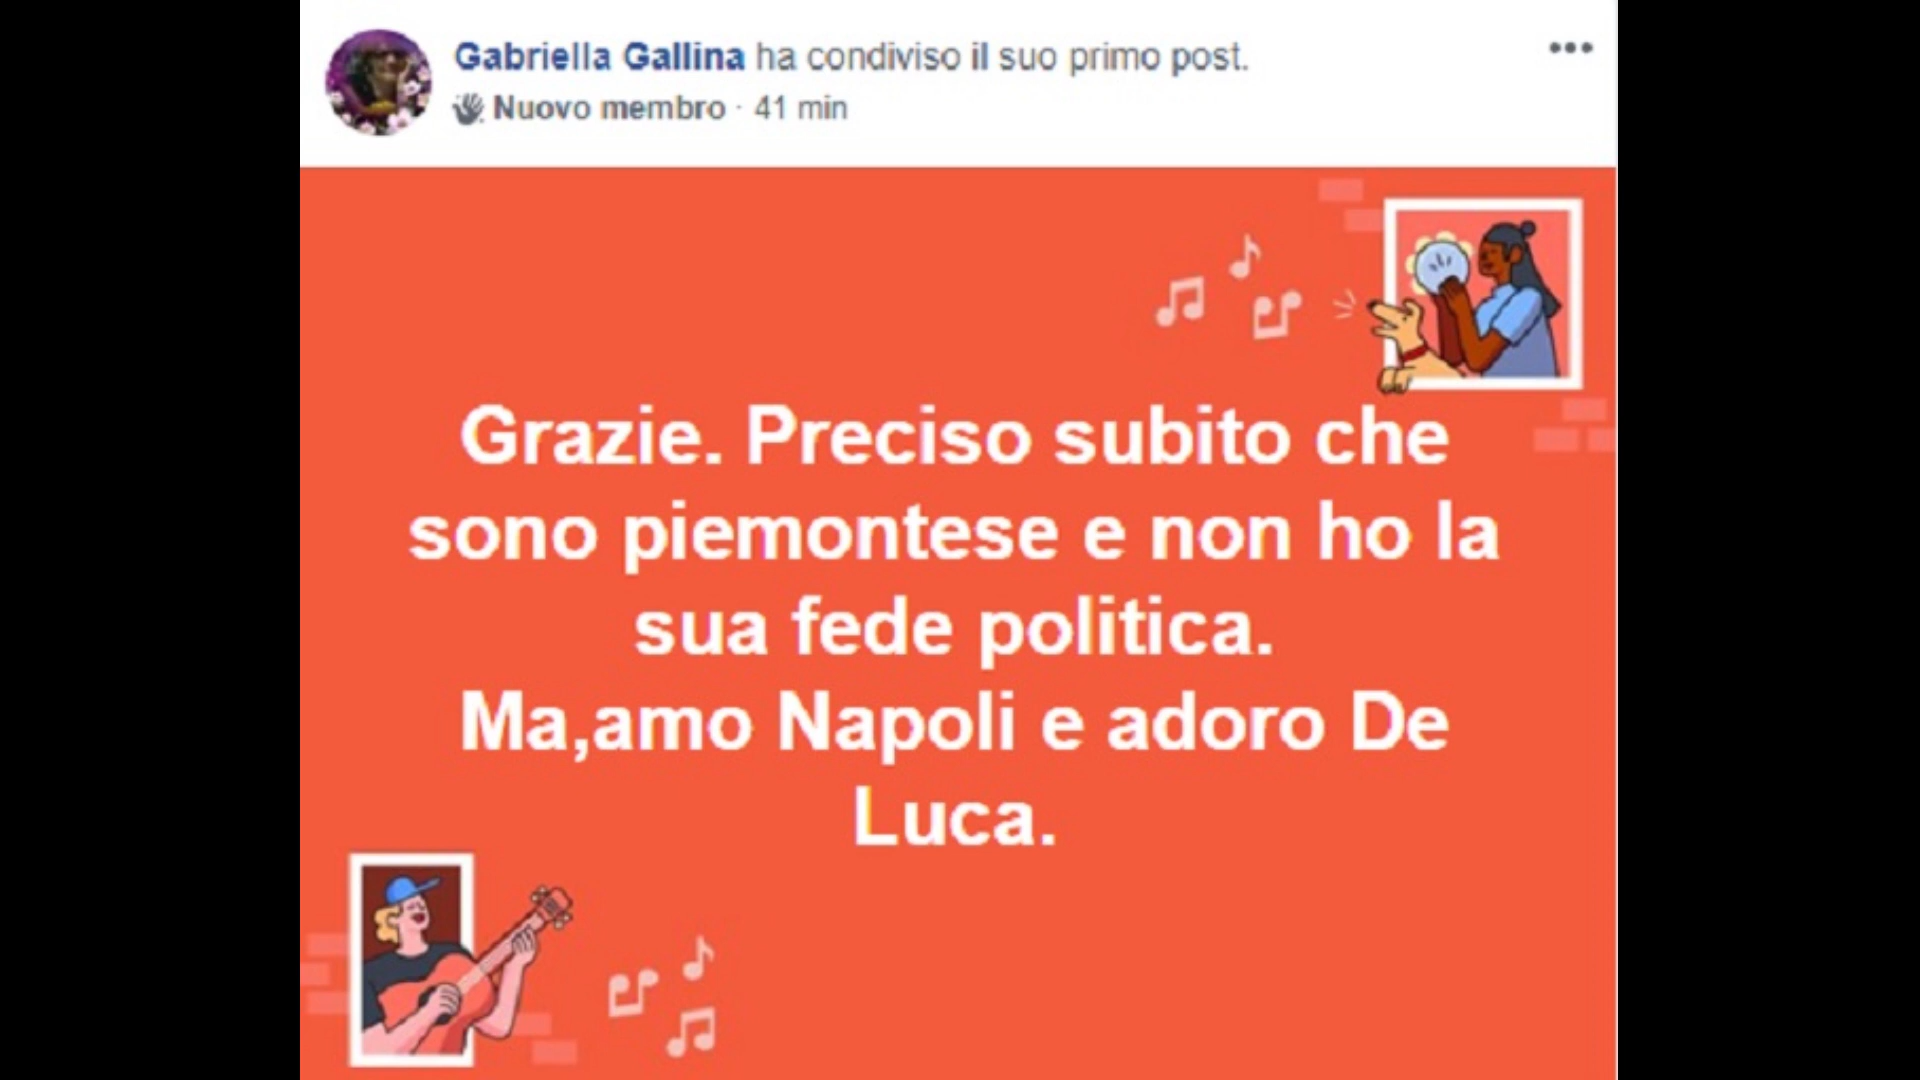 Gabriella Gallina ha condiviso il suo primo post.
Nuovo membro · 41 min
Grazie. Preciso subito che
sono piemontese e non ho la
sua fede politica.
Ma,amo Napoli e adoro De
Luca.